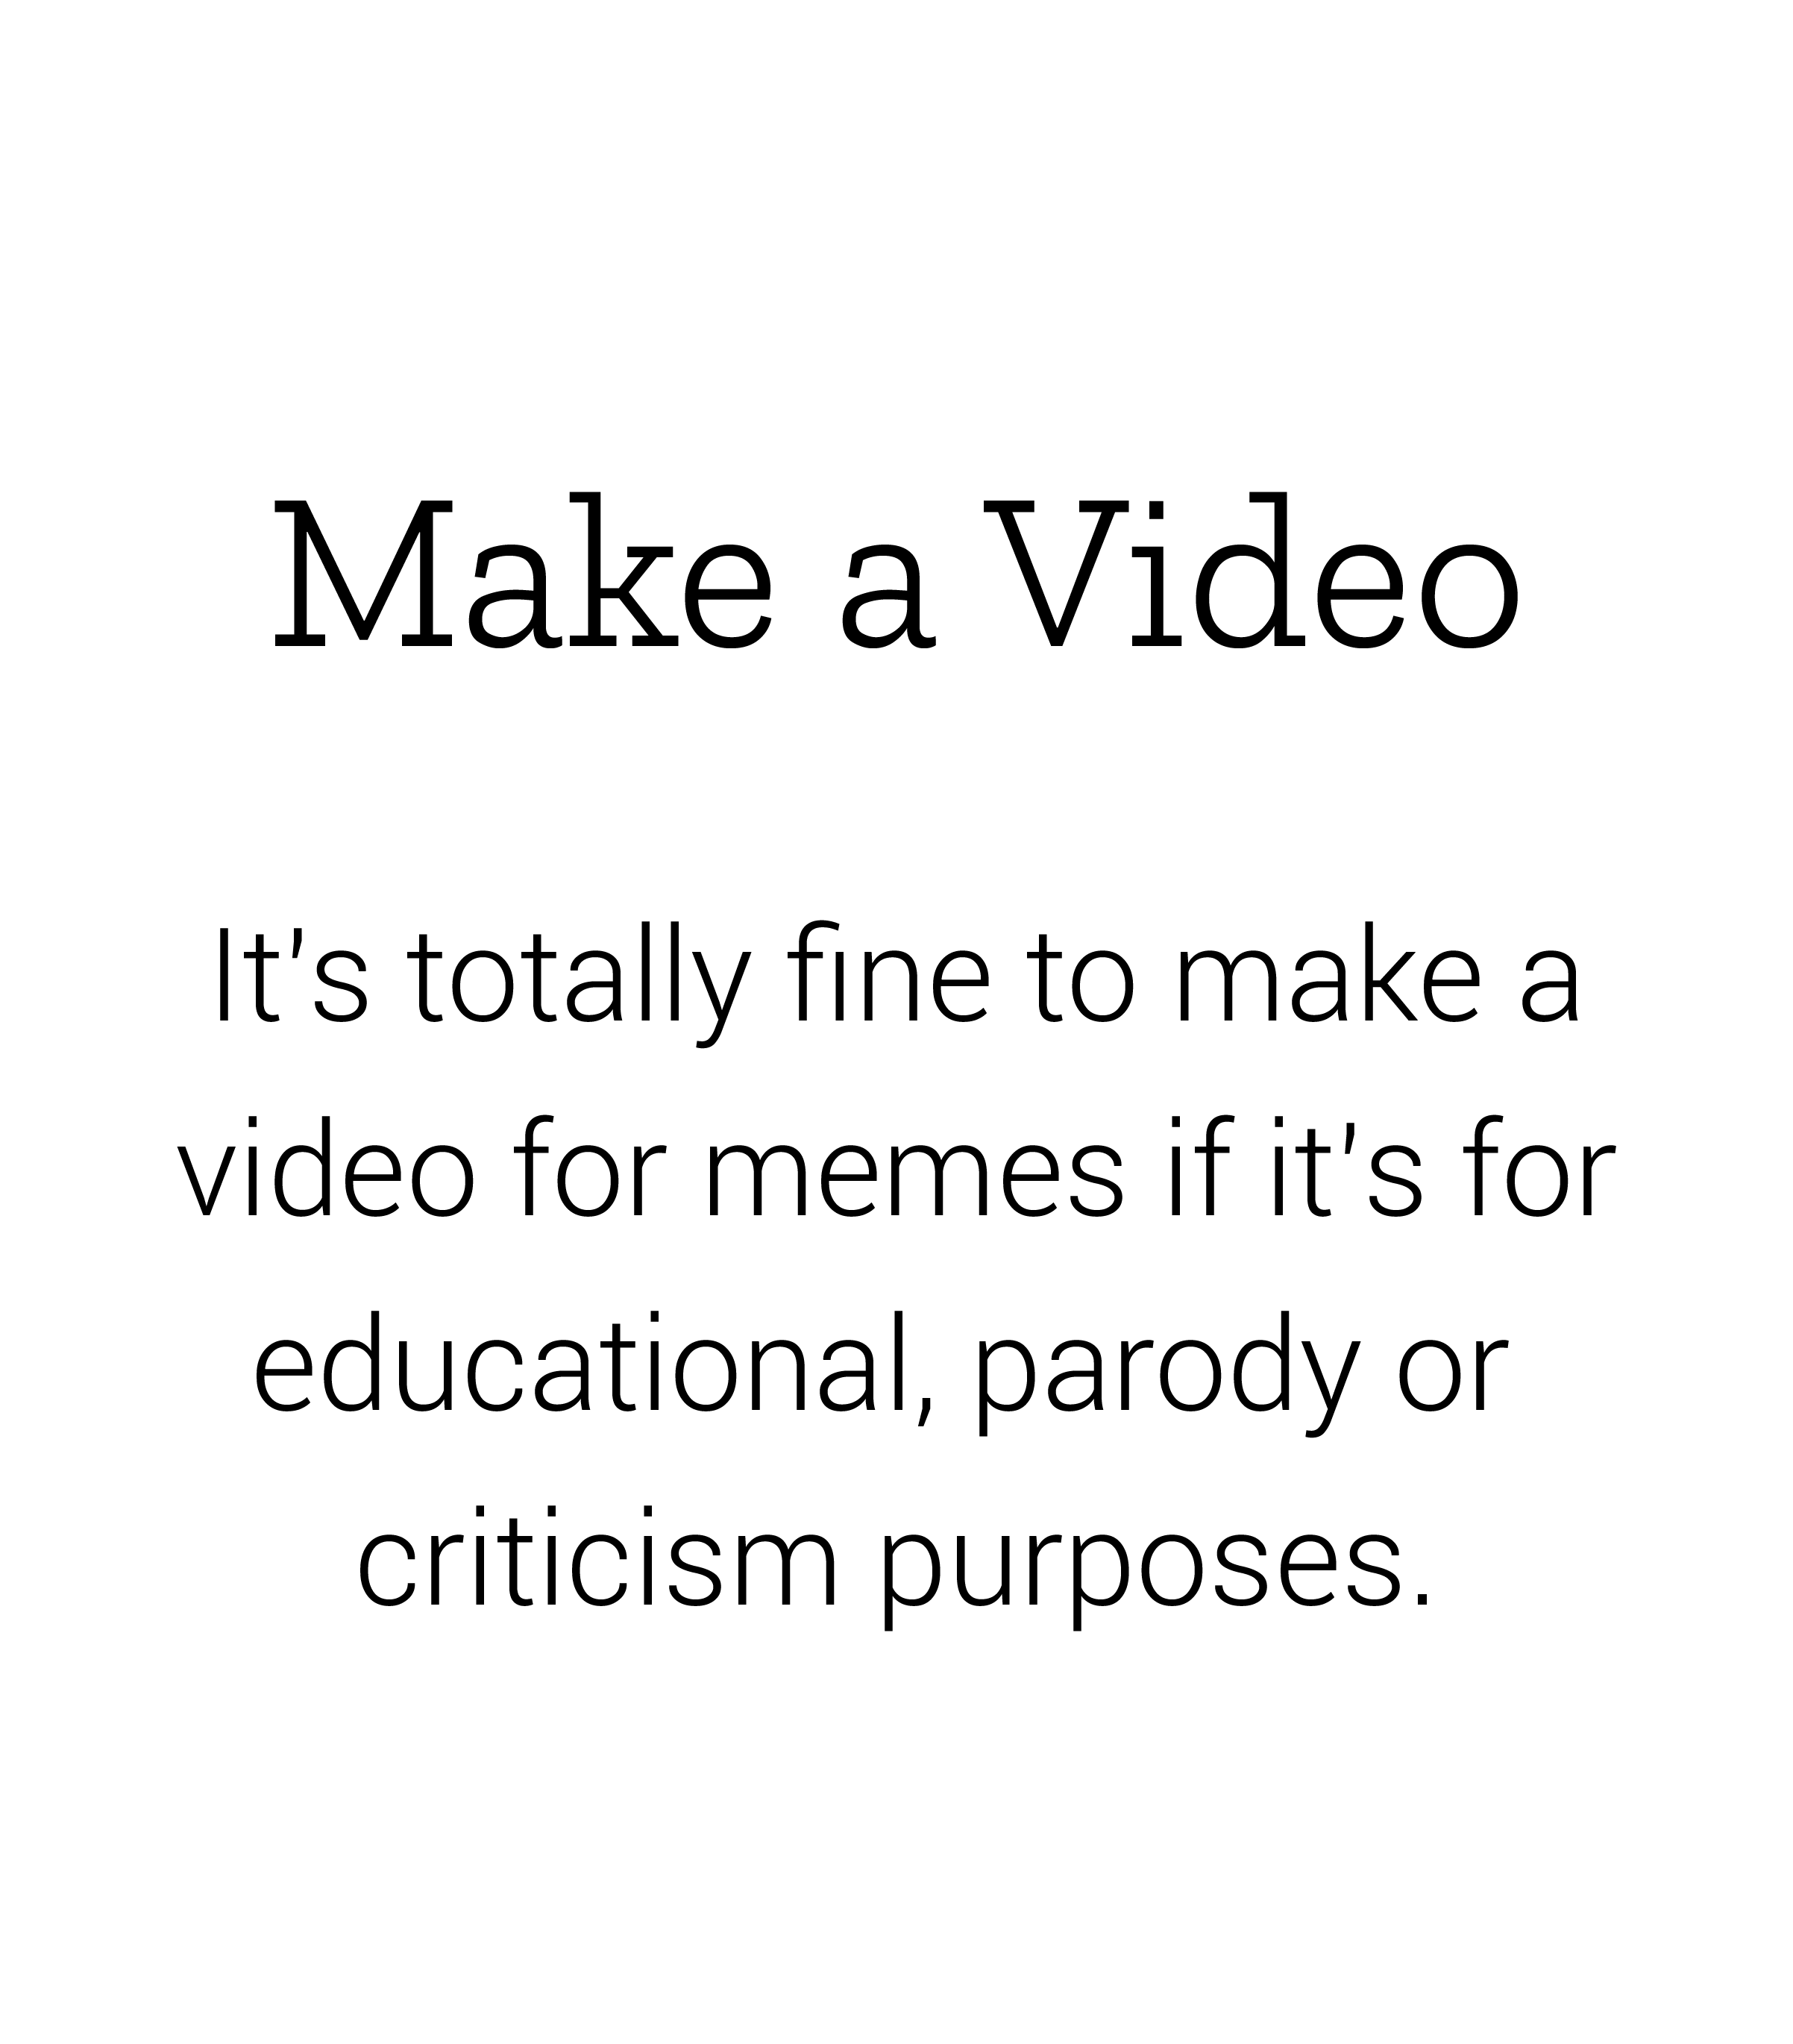 Make a Video
It’s totally fine to make a
video for memes if it’s for
educational, parody or
criticism purposes.